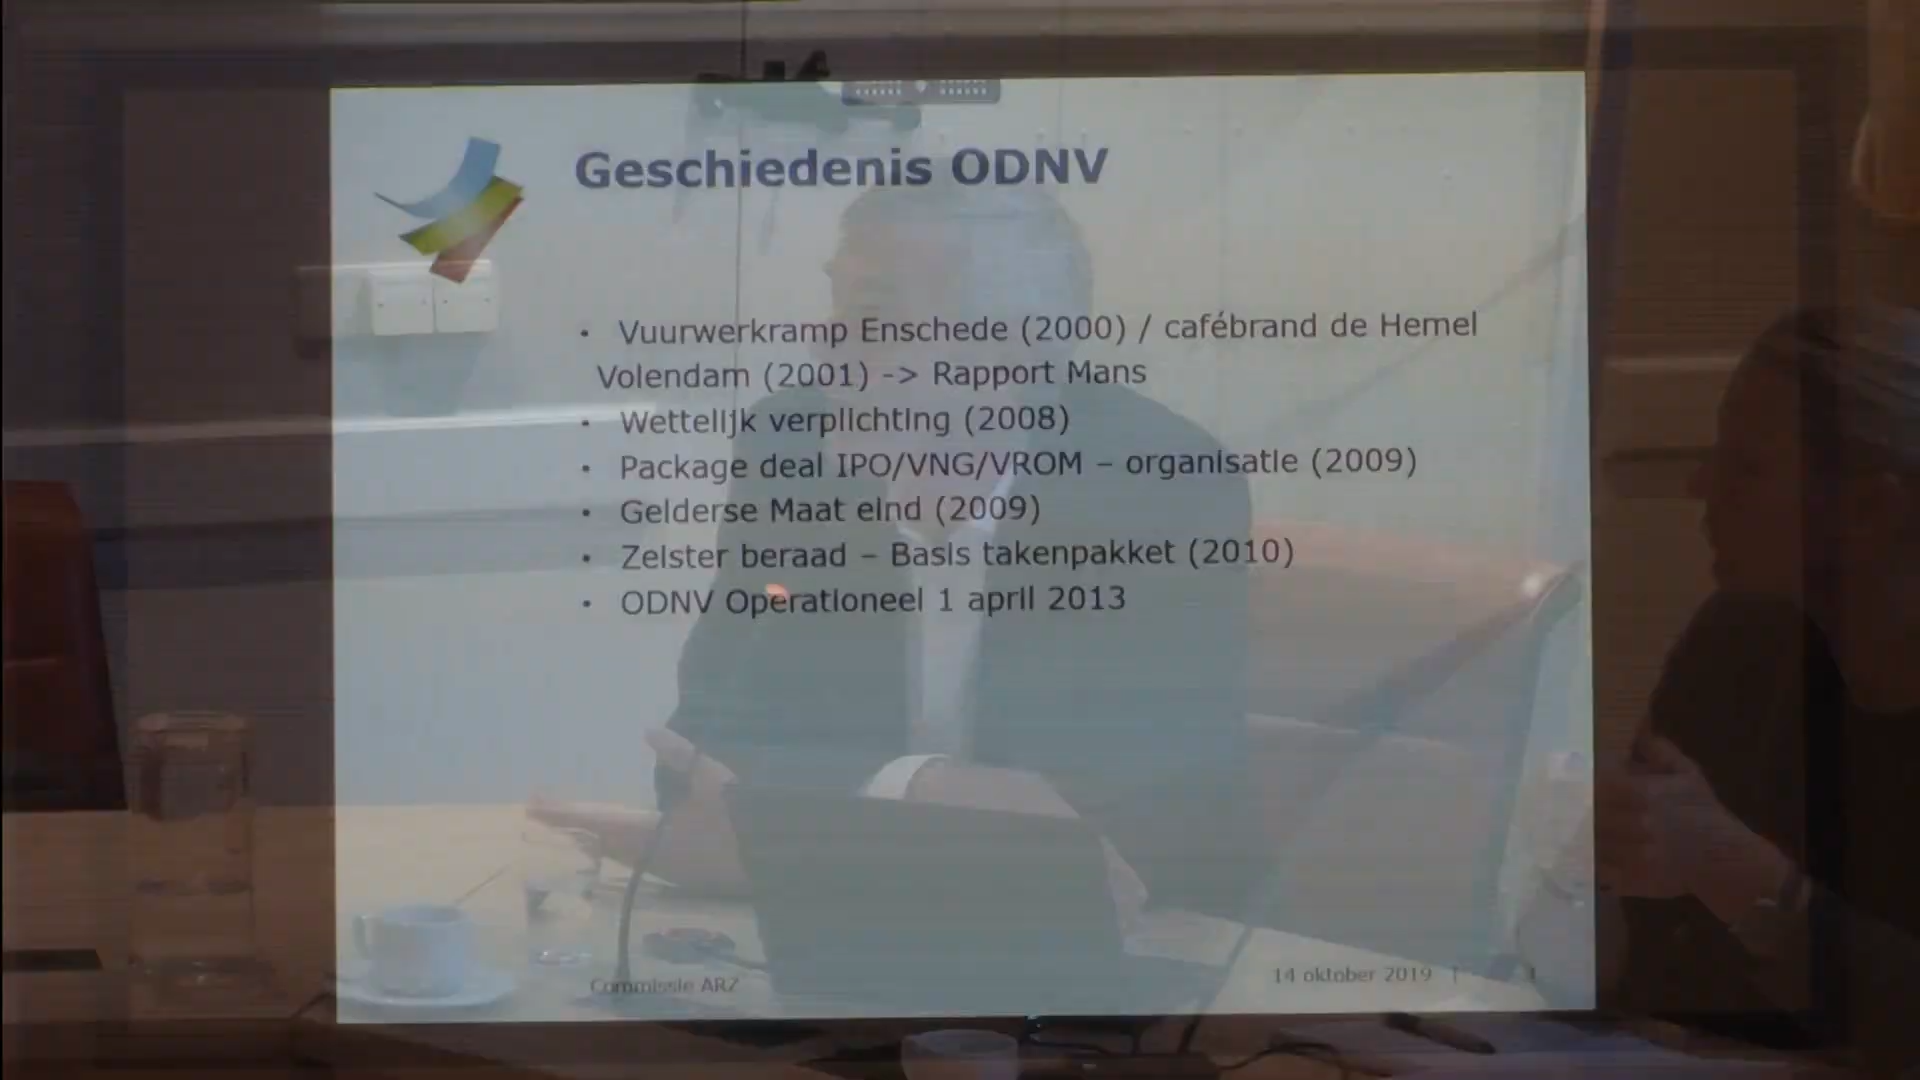 Geschiedenis ODNV
• Vuurwerkramp Enschede (2000) / cafébrand de Hemel
Volendam (2001) -> Rapport Mans
• Wettelijk verplichting (2008)
• Package deal IPO/VNG/VROM – organisatie (2009)
• Gelderse Maat eind (2009)
• Zeister beraad – Basis takenpakket (2010)
• ODNV Operationeel 1 april 2013
Commissie ARZ
14 oktober 2019 |